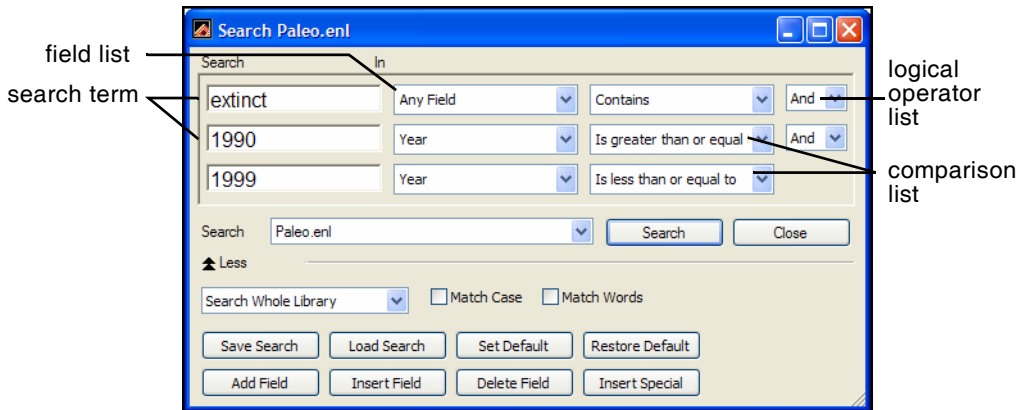 Search Paleo.enl
field list
Search In
search term
extinct Any Field Contains And
logical
operator
list
1990 Year Is greater than or equal And
1999 Year Is less than or equal to
comparison
list
Search Paleo.enl Search Close
Less
Search Whole Library Match Case Match Words
Save Search Load Search Set Default Restore Default
Add Field Insert Field Delete Field Insert Special